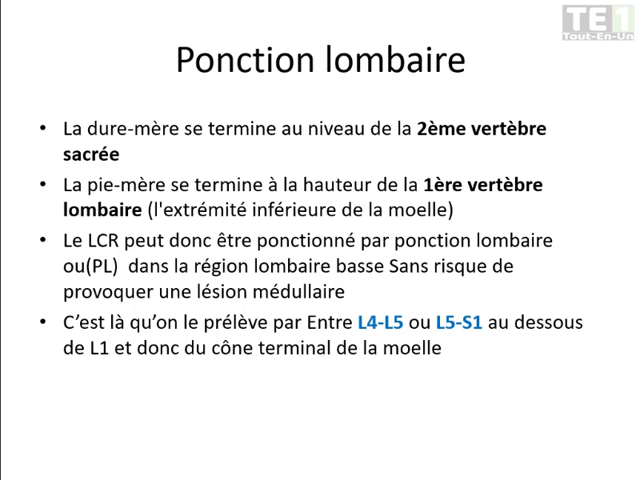 TE1
Tout-En-Un
Ponction lombaire
• La dure-mère se termine au niveau de la 2ème vertèbre
sacrée
• La pie-mère se termine à la hauteur de la 1ère vertèbre
lombaire (l'extrémité inférieure de la moelle)
• Le LCR peut donc être ponctionné par ponction lombaire
ou(PL) dans la région lombaire basse Sans risque de
provoquer une lésion médullaire
• C’est là qu’on le prélève par Entre L4-L5 ou L5-S1 au dessous
de L1 et donc du cône terminal de la moelle